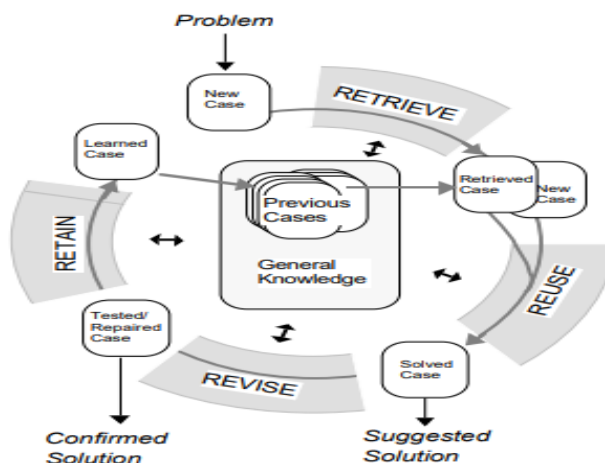 Problem
New
Case
RETRIEVE
Learned
Case
Previous
Cases
Retrieved
Case
New
Case
General
Knowledge
RETAIN
REUSE
Tested/
Repaired
Case
REVISE
Solved
Case
Confirmed
Solution
Suggested
Solution